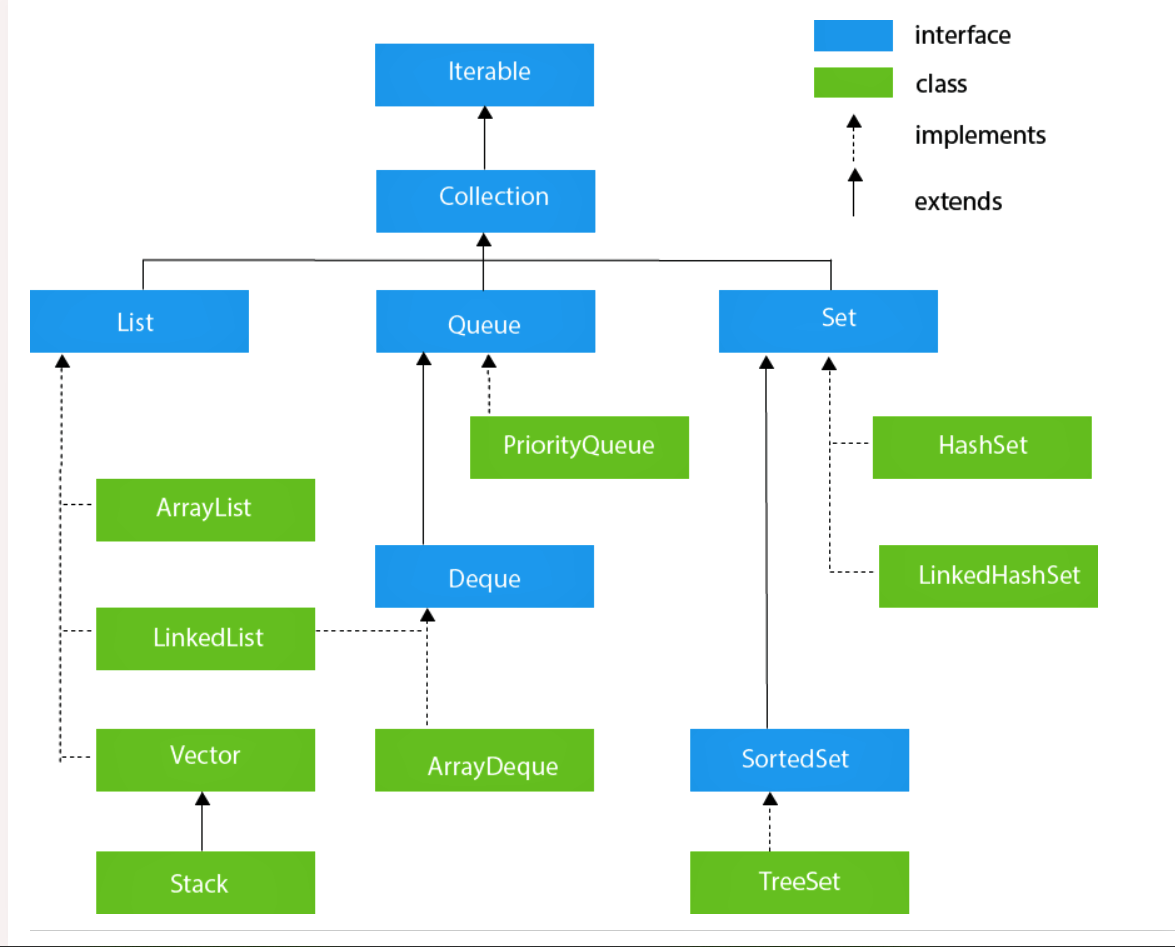 interface
Iterable
class
implements
Collection
extends
List
Queue
Set
PriorityQueue
HashSet
ArrayList
Deque
LinkedHashSet
LinkedList
Vector
ArrayDeque
SortedSet
Stack
TreeSet